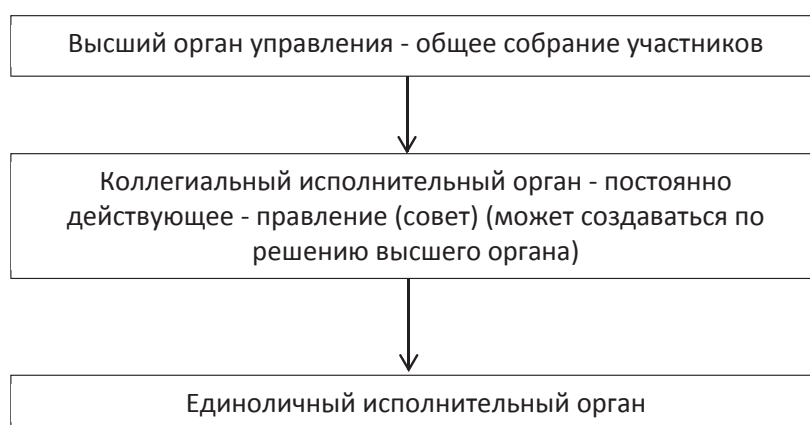 Высший орган управления - общее собрание участников
Коллегиальный исполнительный орган - постоянно
действующее - правление (совет) (может создаваться по
решению высшего органа)
Единоличный исполнительный орган